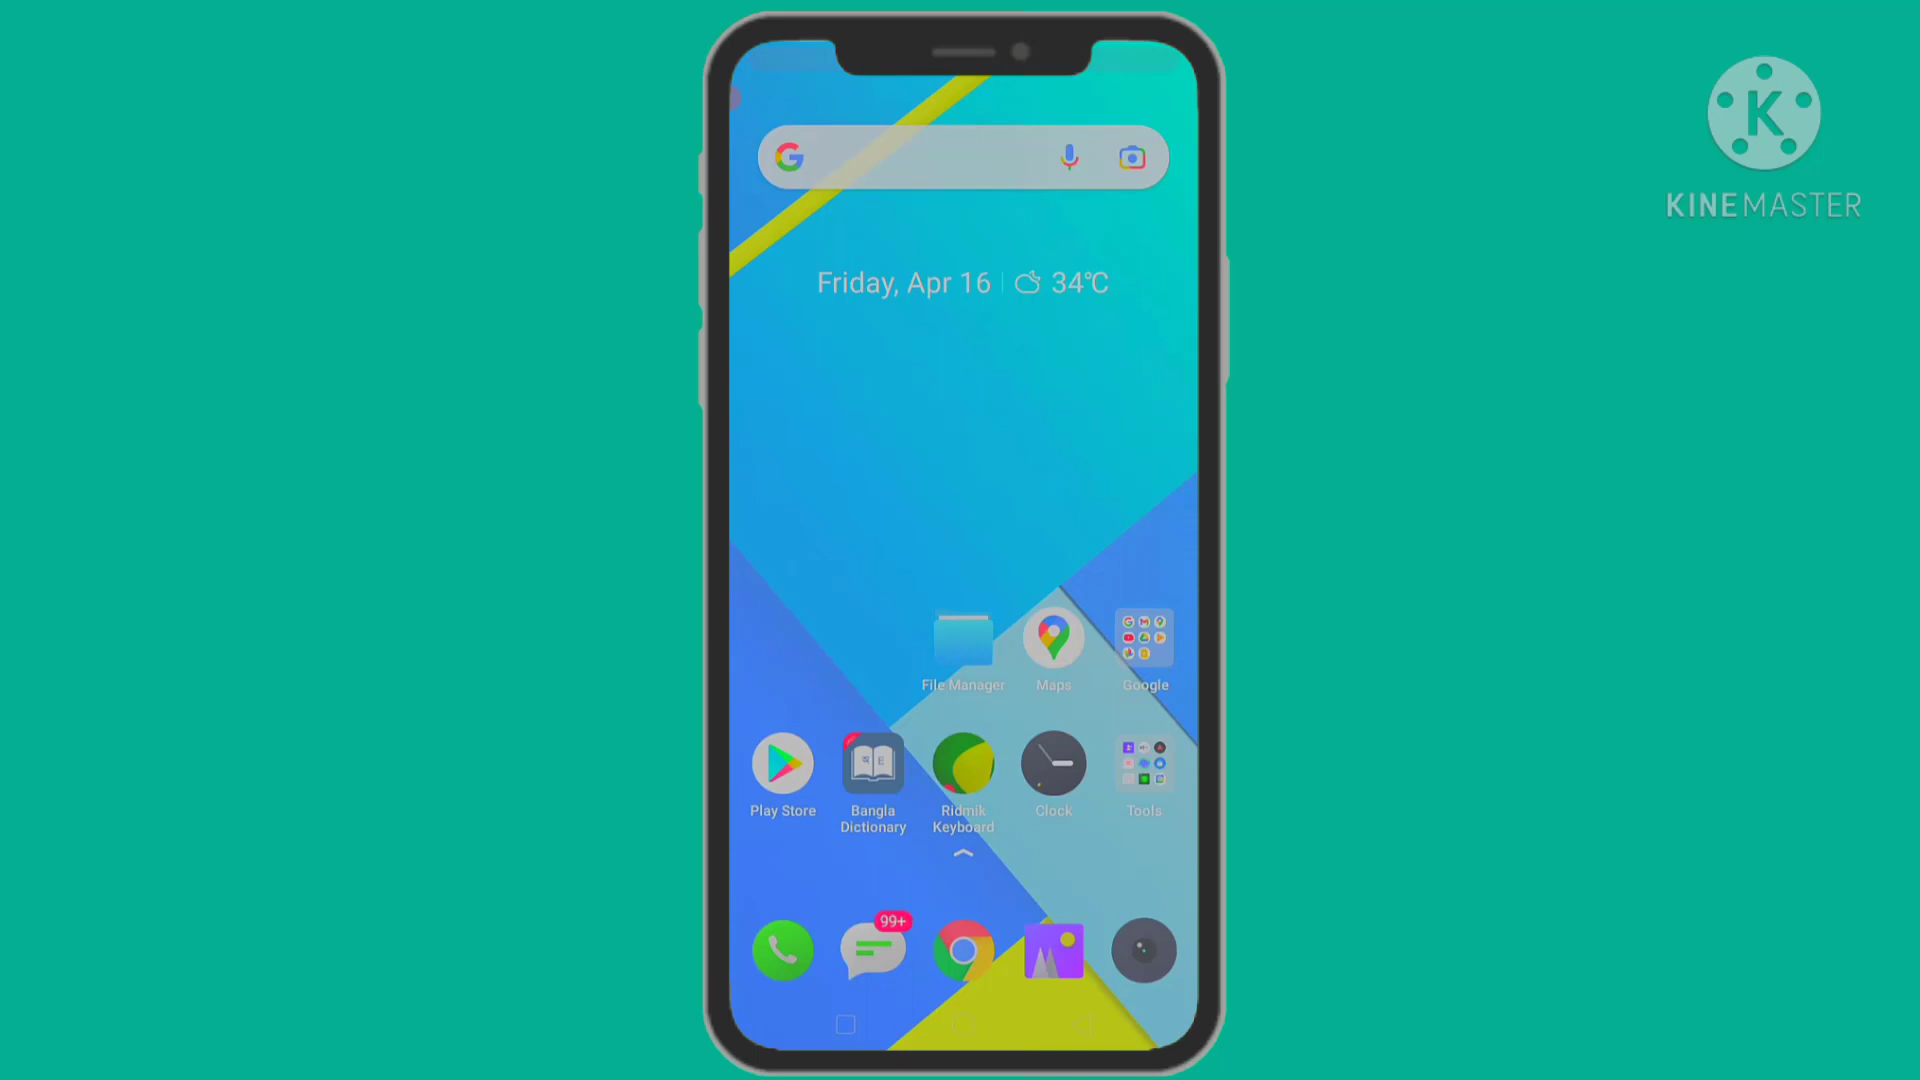 K
KINEMASTER
Friday, Apr 16
34°C
File Manager
Maps
Google
Play Store
Bangla
Dictionary
Ridmik
Keyboard
Clock
Tools
99+